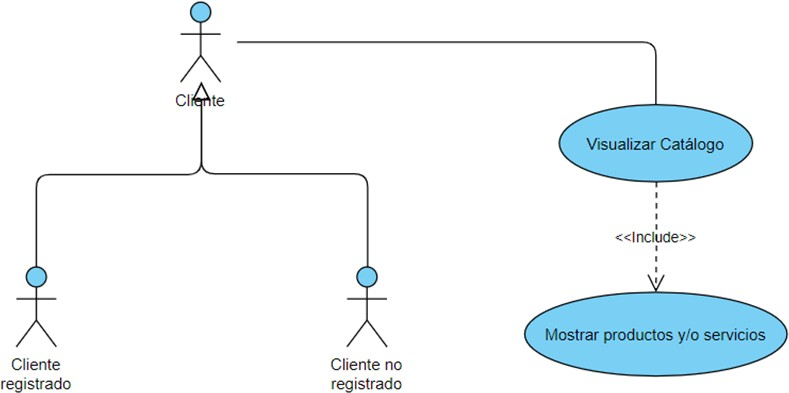 Cliente
Visualizar Catálogo
<<Include>>
Mostrar productos y/o servicios
Cliente
registrado
Cliente no
registrado